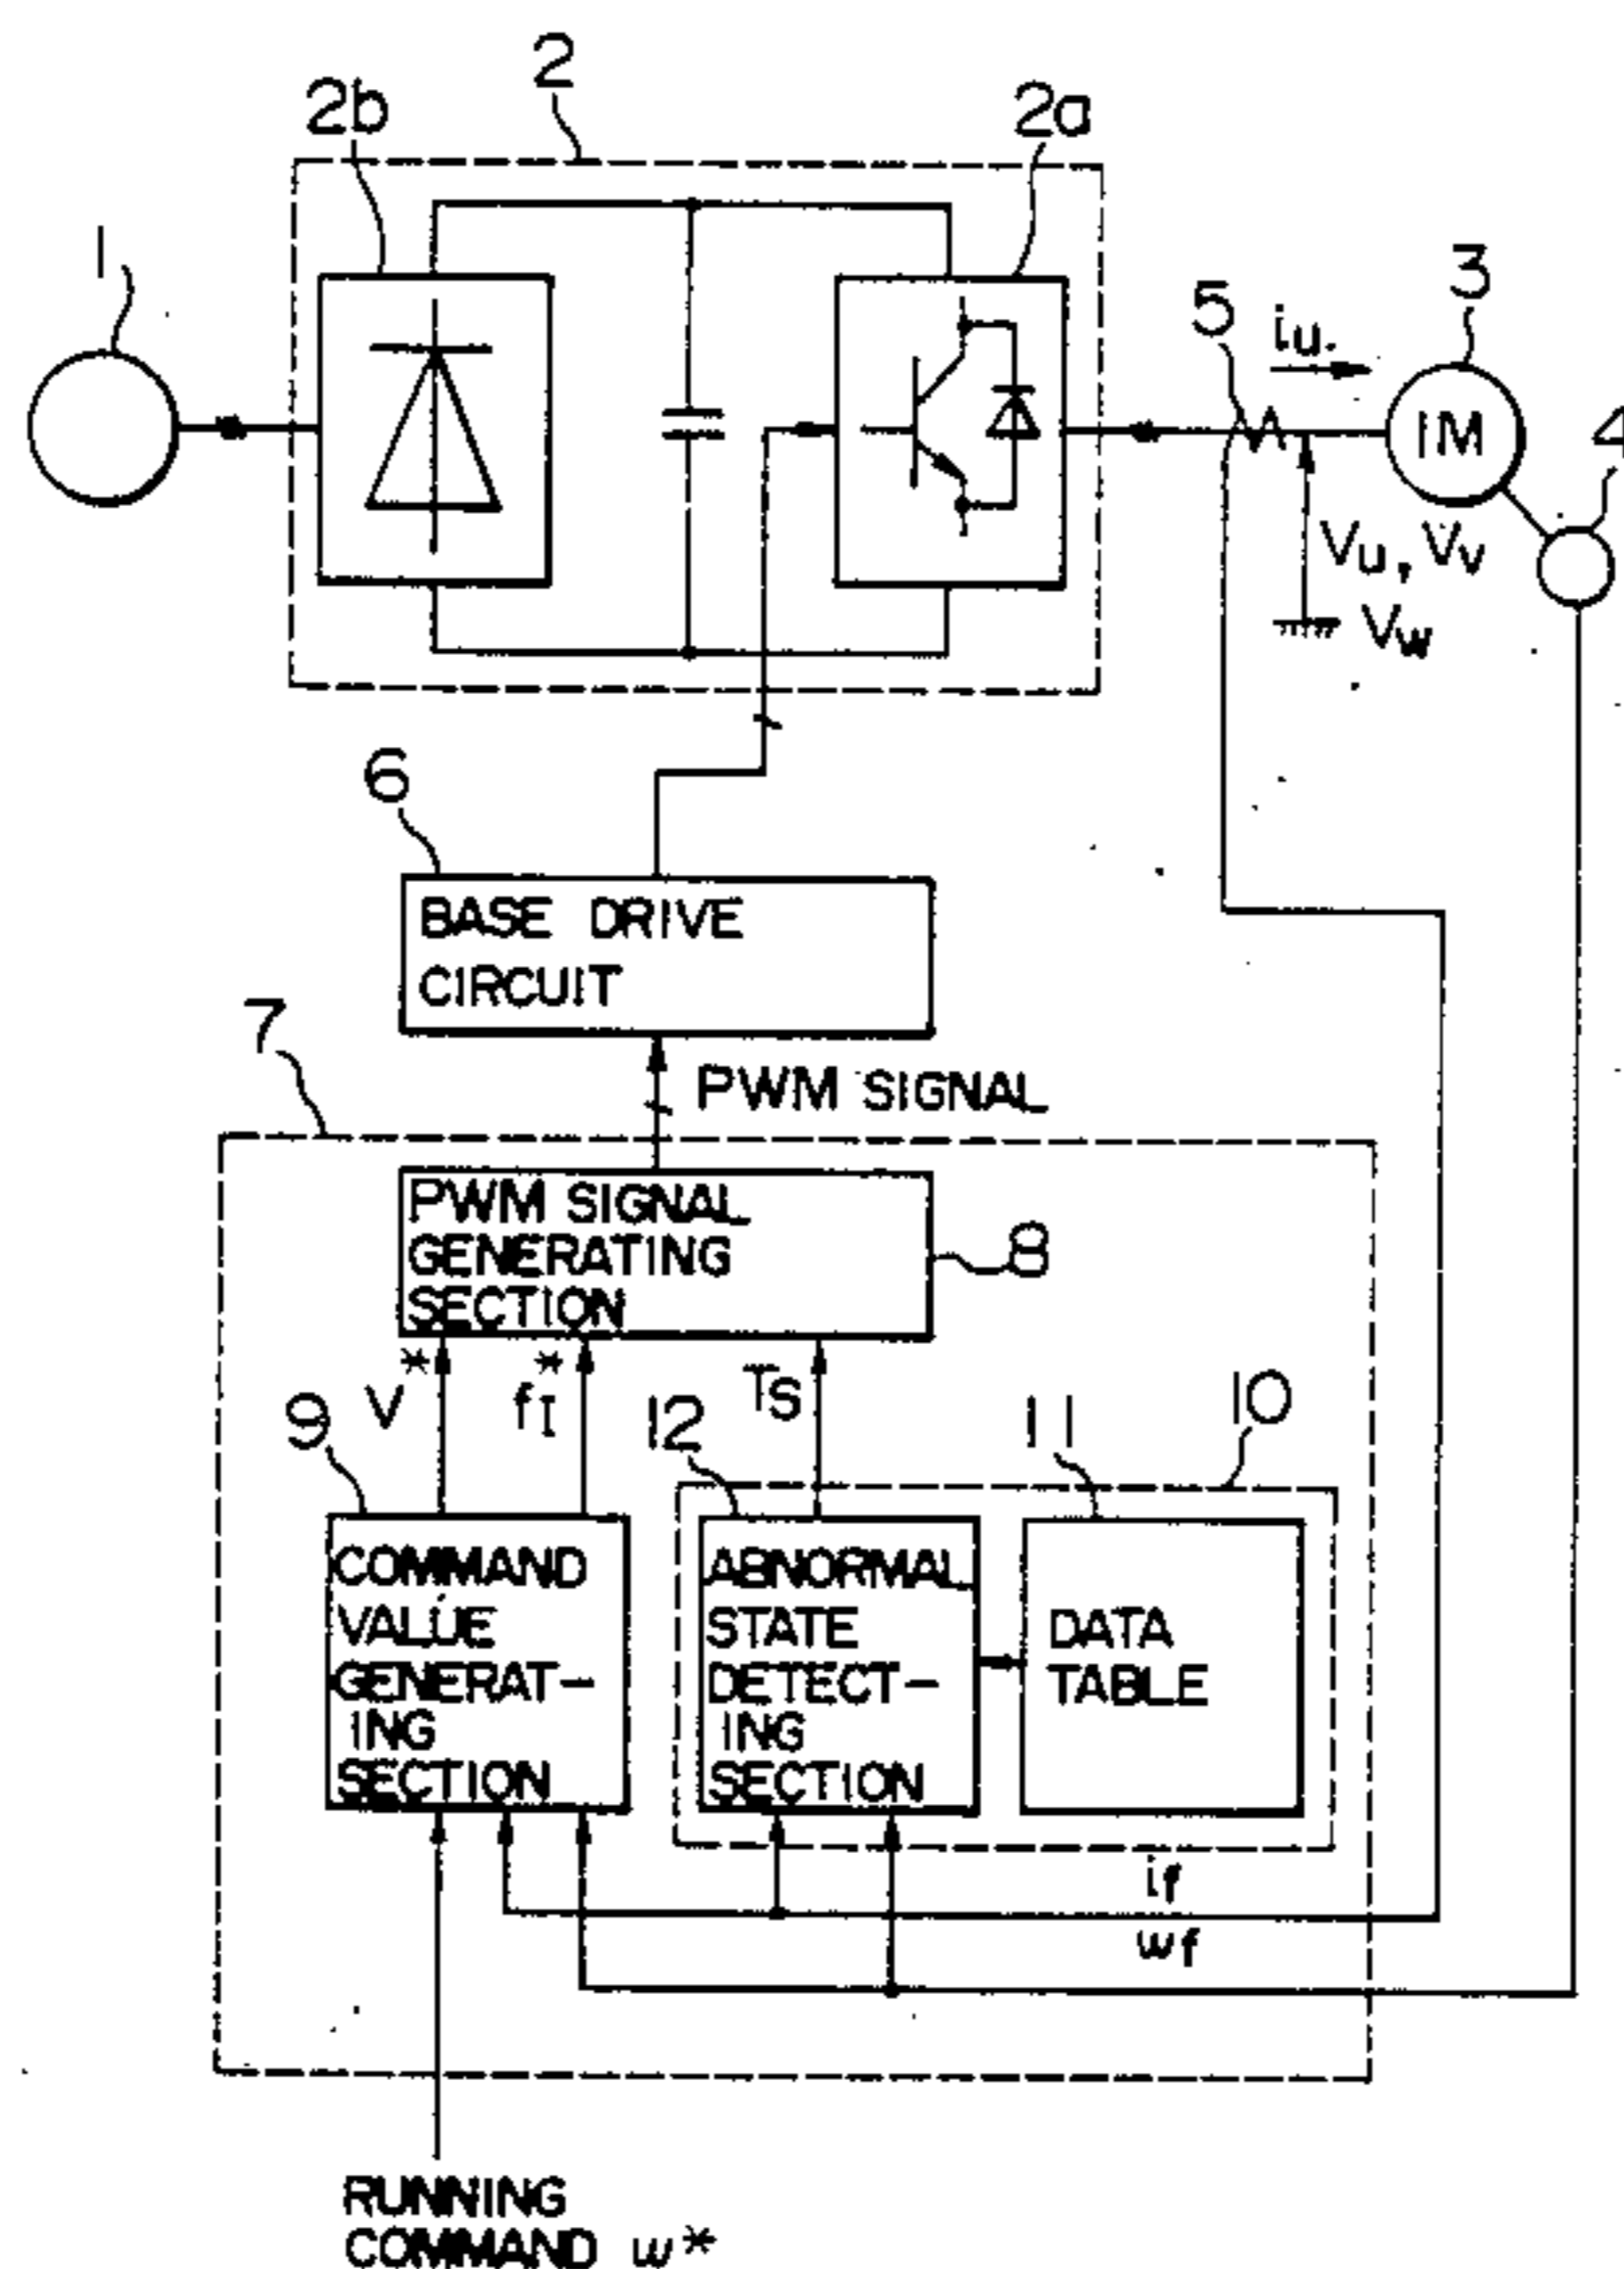 2
2b
2a
1
5
iu
3
IM
4
Vu, Vv
Vw
6
BASE DRIVE
CIRCUIT
7
PWM SIGNAL
PWM SIGNAL
GENERATING
SECTION
8
V*
fI*
Ts
9
12
11
10
COMMAND
VALUE
GENERAT-
ING
SECTION
ABNORMAL
STATE
DETECT-
ING
SECTION
DATA
TABLE
if
wf
RUNNING
COMMAND w*